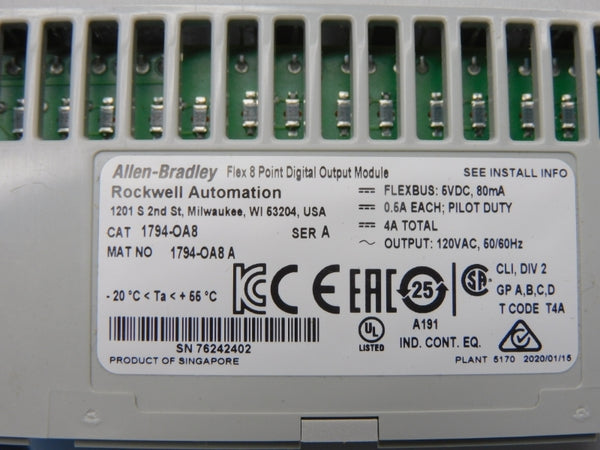 Allen-Bradley Flex 8 Point Digital Output Module SEE INSTALL INFO
Rockwell Automation
FLEXBUS: 5VDC, 80mA
1201 S 2nd St, Milwaukee, WI 53204, USA
0.5A EACH; PILOT DUTY
CAT 1794-OA8 SER A
4A TOTAL
MAT NO 1794-OA8 A
OUTPUT: 120VAC, 50/60Hz
- 20 °C < Ta < + 55 °C
CE EAC 25 SA
CLI, DIV 2
GP A,B,C,D
T CODE T4A
A191
UL
LISTED IND. CONT. EQ.
SN 76242402
PRODUCT OF SINGAPORE
PLANT 5170 2020/01/15